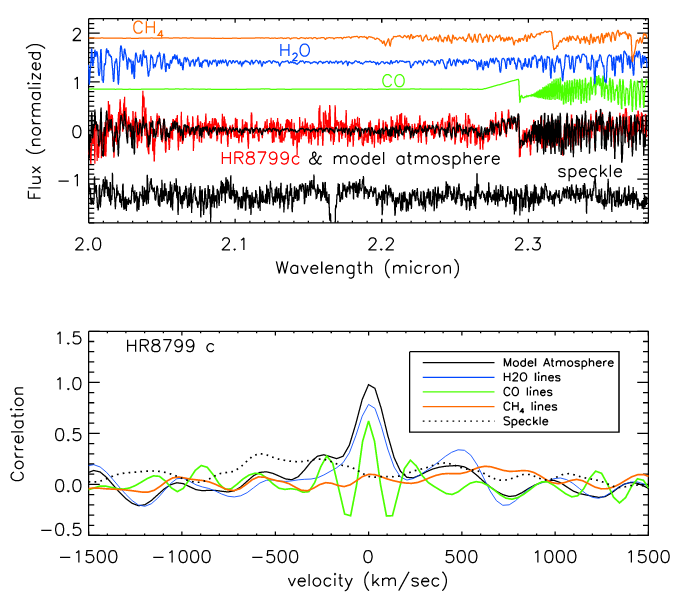 CH4
H2O
CO
HR8799c & model atmosphere
speckle
2
1
0
−1
Flux (normalized)
2.0 2.1 2.2 2.3
Wavelength (micron)
HR8799 c
Model Atmosphere
H2O lines
CO lines
CH4 lines
Speckle
1.5
1.0
0.5
0.0
−0.5
Correlation
−1500 −1000 −500 0 500 1000 1500
velocity (km/sec)